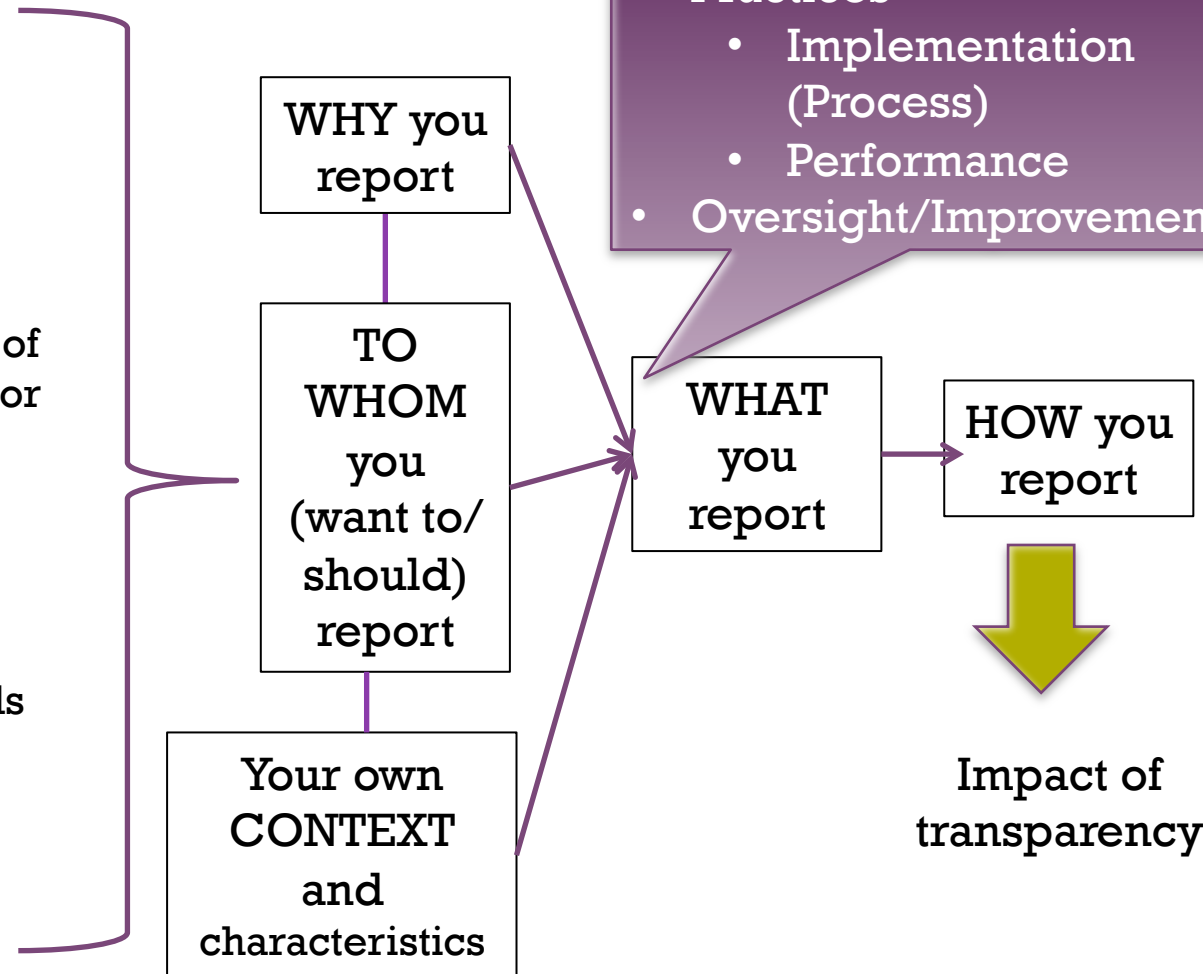 of
or
ls
WHY you
report
TO
WHOM
you
(want to/
should)
report
Your own
CONTEXT
and
characteristics
Practices
• Implementation
(Process)
• Performance
• Oversight/Improvemen
WHAT
you
report
HOW you
report
Impact of
transparency